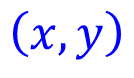 (x, y)